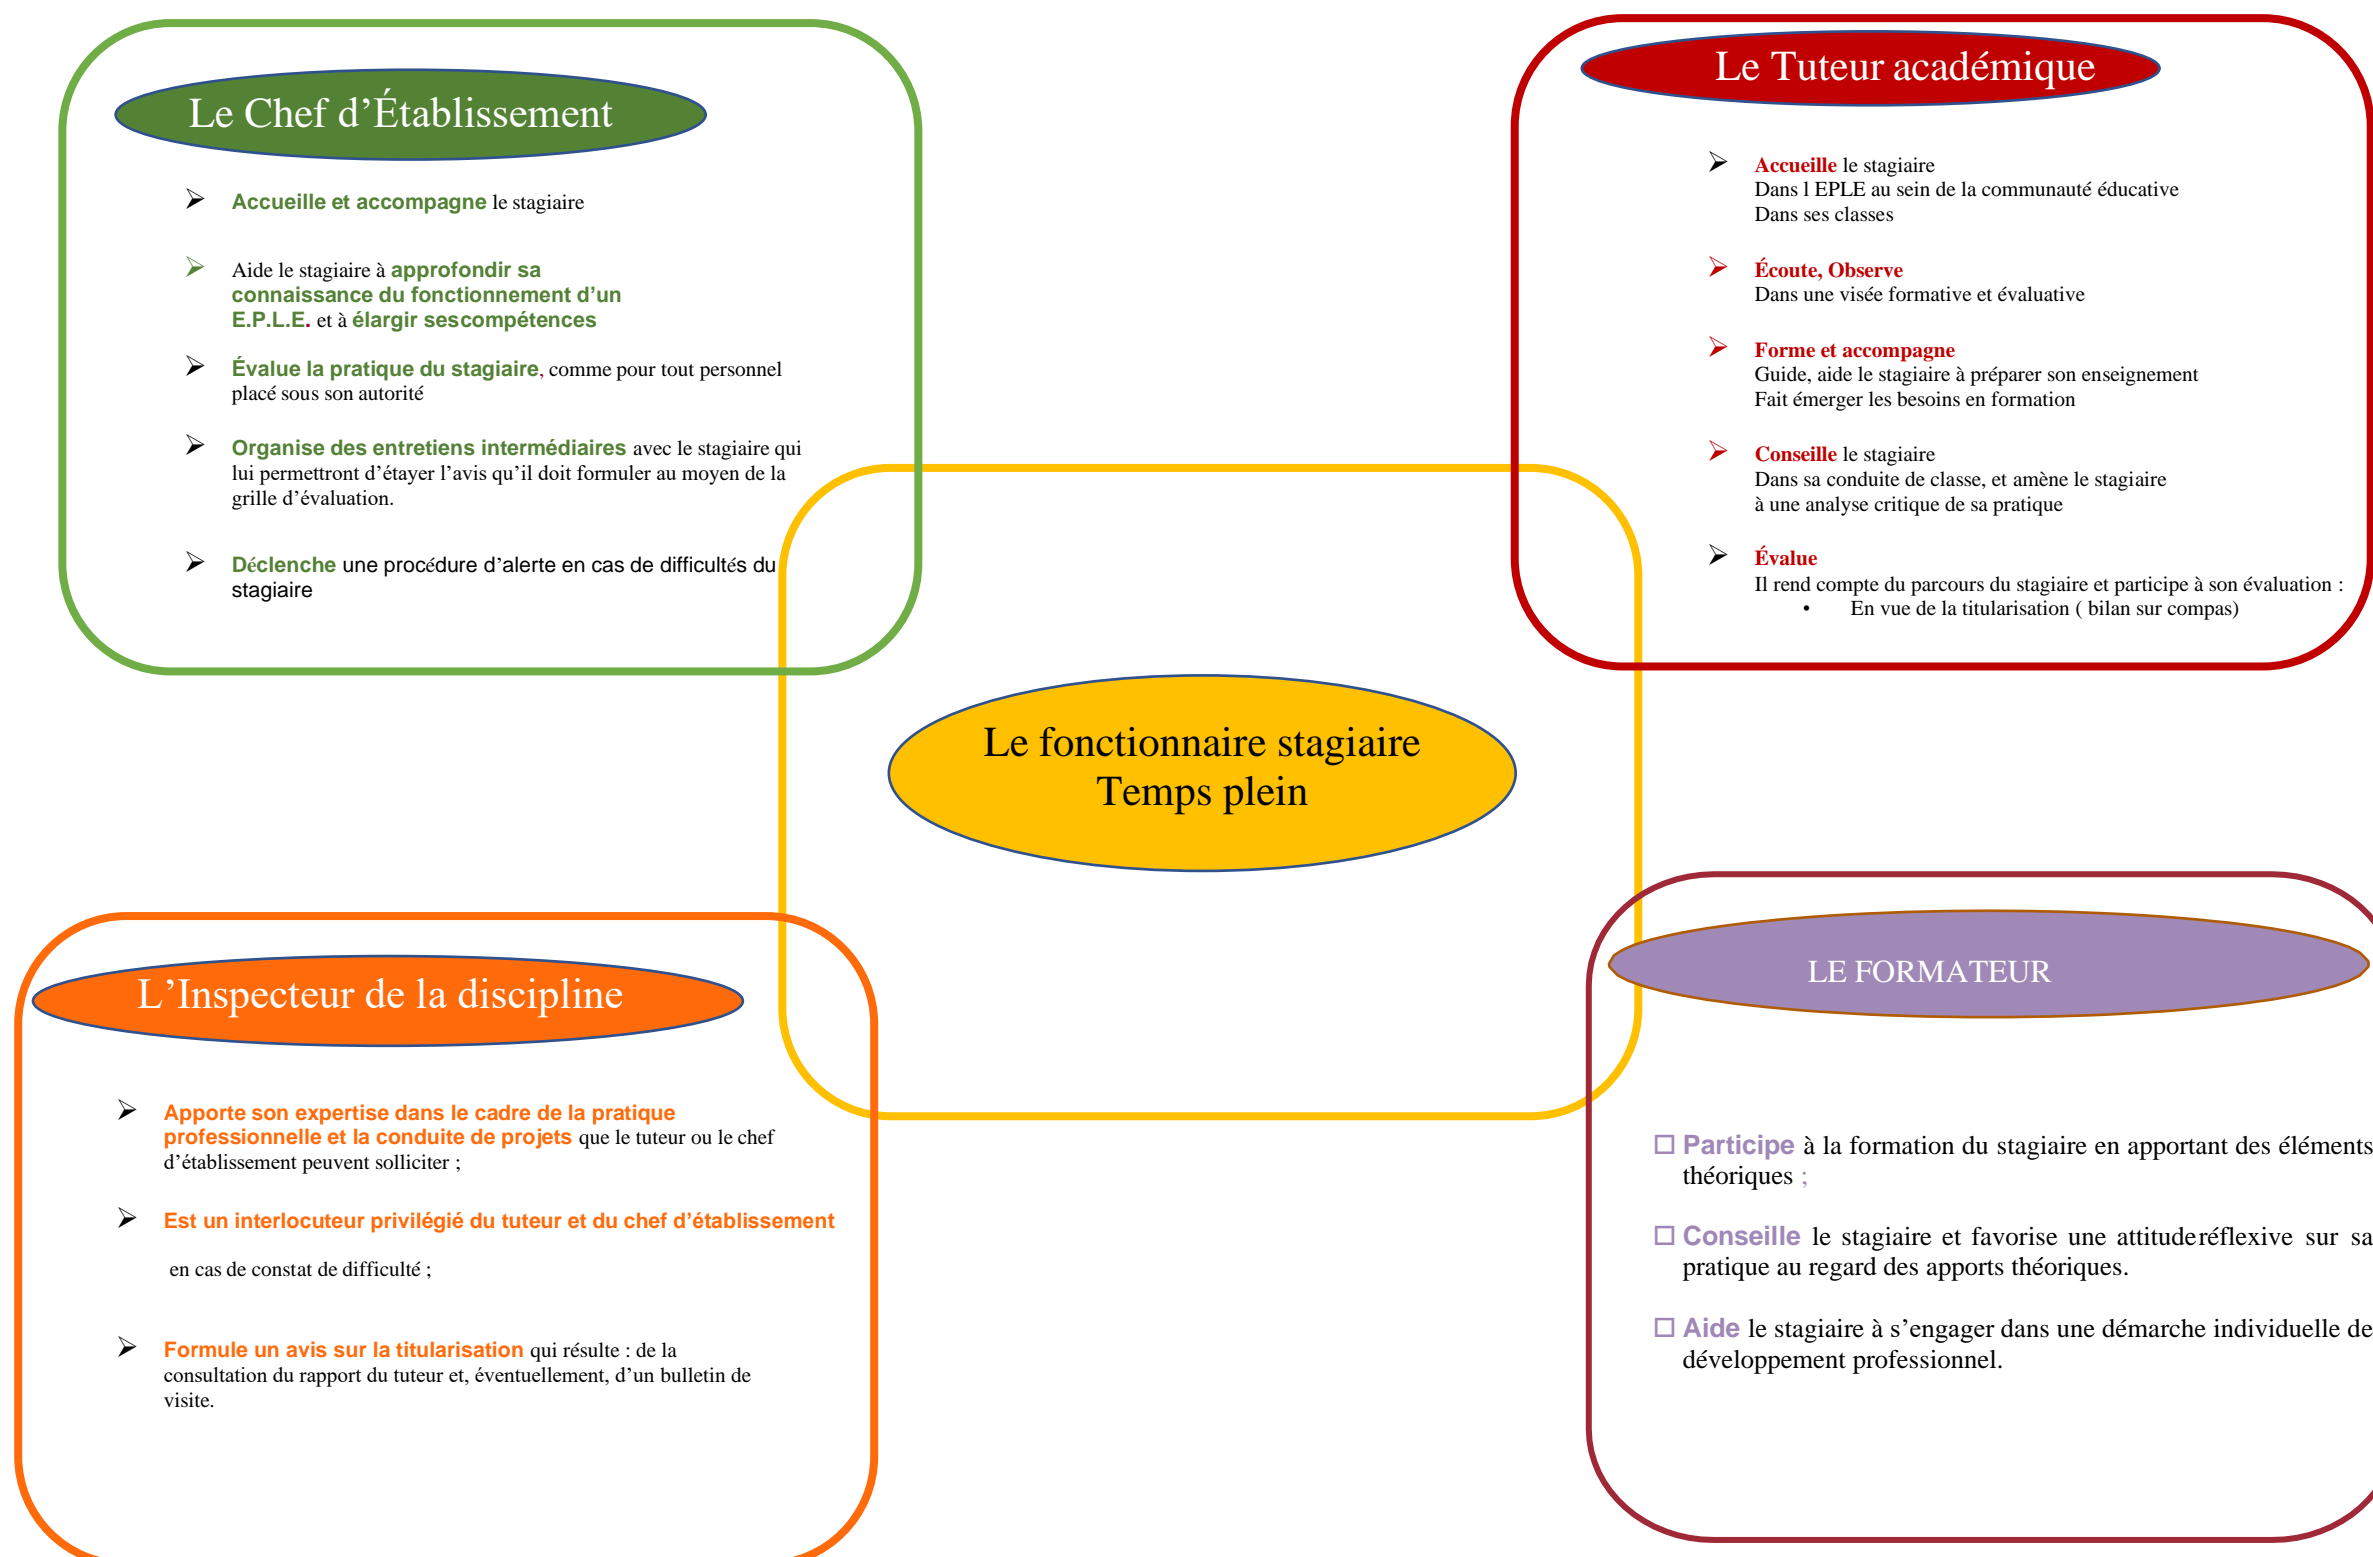 Le Chef d’Établissement
Accueille et accompagne le stagiaire
Aide le stagiaire à approfondir sa
connaissance du fonctionnement d’un
E.P.L.E. et à élargir sescompétences
Évalue la pratique du stagiaire, comme pour tout personnel
placé sous son autorité
Organise des entretiens intermédiaires avec le stagiaire qui
lui permettront d’étayer l’avis qu’il doit formuler au moyen de la
grille d’évaluation.
Déclenche une procédure d’alerte en cas de difficultés du
stagiaire
Le Tuteur académique
Accueille le stagiaire
Dans l EPLE au sein de la communauté éducative
Dans ses classes
Écoute, Observe
Dans une visée formative et évaluative
Forme et accompagne
Guide, aide le stagiaire à préparer son enseignement
Fait émerger les besoins en formation
Conseille le stagiaire
Dans sa conduite de classe, et amène le stagiaire
à une analyse critique de sa pratique
Évalue
Il rend compte du parcours du stagiaire et participe à son évaluation :
• En vue de la titularisation ( bilan sur compas)
Le fonctionnaire stagiaire
Temps plein
L’Inspecteur de la discipline
Apporte son expertise dans le cadre de la pratique
professionnelle et la conduite de projets que le tuteur ou le chef
d’établissement peuvent solliciter ;
Est un interlocuteur privilégié du tuteur et du chef d’établissement
en cas de constat de difficulté ;
Formule un avis sur la titularisation qui résulte : de la
consultation du rapport du tuteur et, éventuellement, d’un bulletin de
visite.
LE FORMATEUR
Participe à la formation du stagiaire en apportant des éléments
théoriques ;
Conseille le stagiaire et favorise une attituderéflexive sur sa
pratique au regard des apports théoriques.
Aide le stagiaire à s’engager dans une démarche individuelle de
développement professionnel.